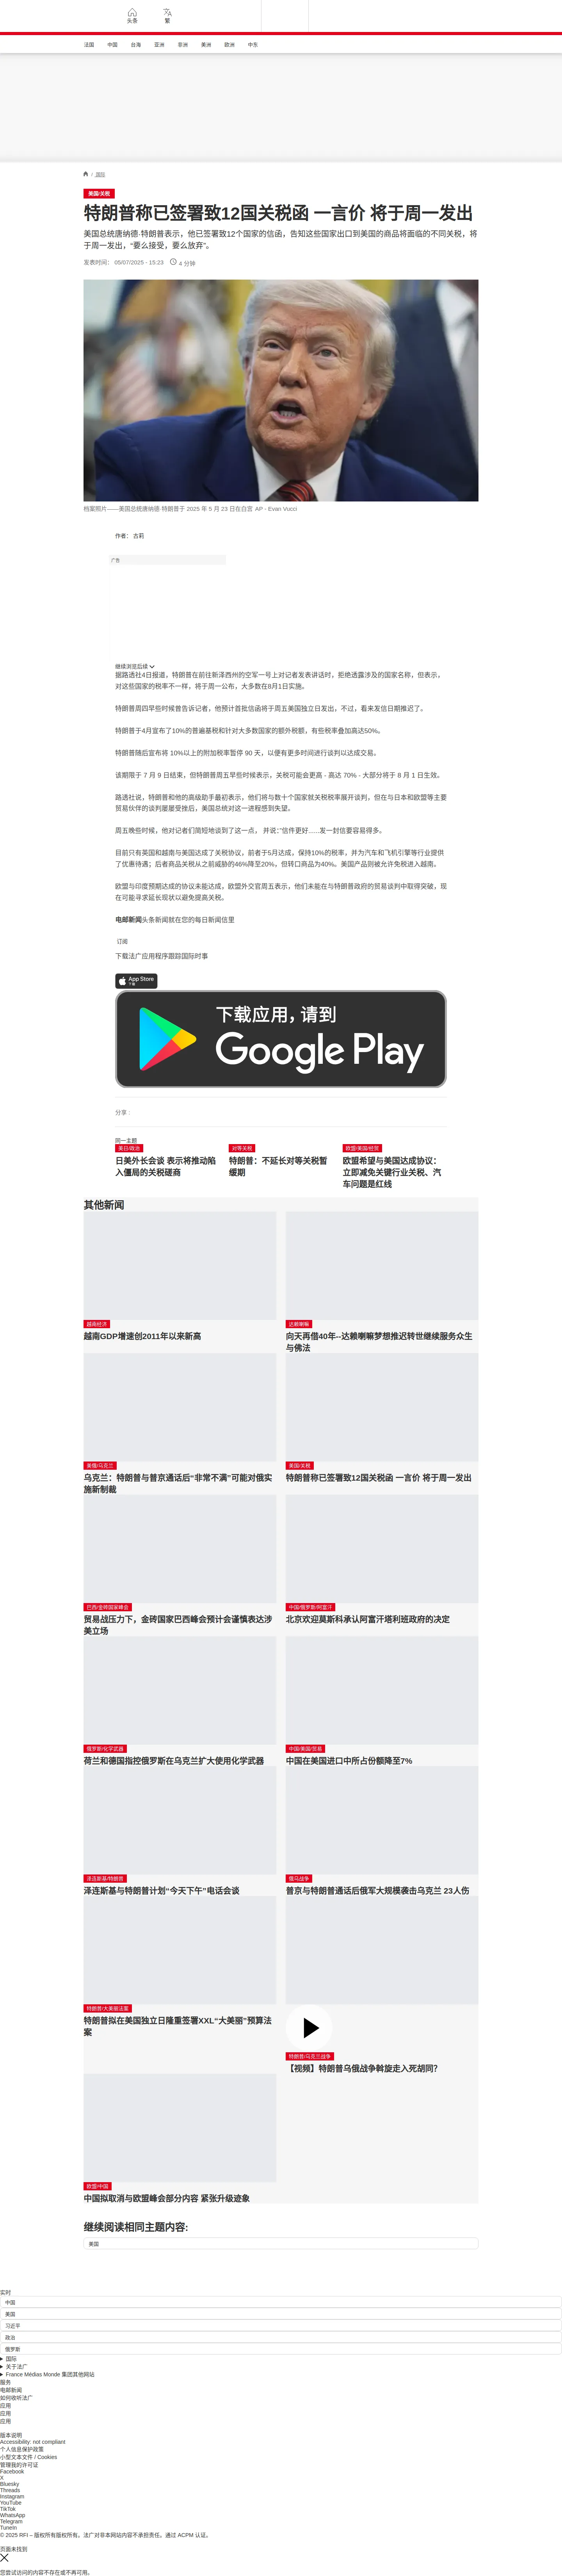 头条
繁
法国
中国
台海
亚洲
非洲
美洲
欧洲
中东
/ 国际
美国/关税
特朗普称已签署致12国关税函 一言价 将于周一发出
美国总统唐纳德·特朗普表示，他已签署致12个国家的信函，告知这些国家出口到美国的商品将面临的不同关税，将
于周一发出，“要么接受，要么放弃”。
发表时间： 05/07/2025 - 15:23
4 分钟
档案照片——美国总统唐纳德·特朗普于 2025 年 5 月 23 日在白宫 AP - Evan Vucci
作者： 古莉
广告
继续浏览后续
据路透社4日报道，特朗普在前往新泽西州的空军一号上对记者发表讲话时，拒绝透露涉及的国家名称，但表示，
对这些国家的税率不一样，将于周一公布，大多数在8月1日实施。
特朗普周四早些时候曾告诉记者，他预计首批信函将于周五美国独立日发出，不过，看来发信日期推迟了。
特朗普于4月宣布了10%的普遍基税和针对大多数国家的额外税额，有些税率叠加高达50%。
特朗普随后宣布将 10%以上的附加税率暂停 90 天，以便有更多时间进行谈判以达成交易。
该期限于 7 月 9 日结束，但特朗普周五早些时候表示，关税可能会更高 - 高达 70% - 大部分将于 8 月 1 日生效。
路透社说，特朗普和他的高级助手最初表示，他们将与数十个国家就关税税率展开谈判，但在与日本和欧盟等主要
贸易伙伴的谈判屡屡受挫后，美国总统对这一进程感到失望。
周五晚些时候，他对记者们简短地谈到了这一点， 并说：“信件更好......发一封信要容易得多。
目前只有英国和越南与美国达成了关税协议，前者于5月达成，保持10%的税率，并为汽车和飞机引擎等行业提供
了优惠待遇；后者商品关税从之前威胁的46%降至20%，但转口商品为40%。美国产品则被允许免税进入越南。
欧盟与印度预期达成的协议未能达成，欧盟外交官周五表示，他们未能在与特朗普政府的贸易谈判中取得突破，现
在可能寻求延长现状以避免提高关税。
电邮新闻头条新闻就在您的每日新闻信里
订阅
下载法广应用程序跟踪国际时事
App Store
下载
下载应用，请到
Google Play
分享 :
同一主题
美日/政治
日美外长会谈 表示将推动陷
入僵局的关税磋商
对等关税
特朗普：不延长对等关税暂
缓期
欧盟/美国/经贸
欧盟希望与美国达成协议：
立即减免关键行业关税、汽
车问题是红线
其他新闻
越南经济
越南GDP增速创2011年以来新高
达赖喇嘛
向天再借40年--达赖喇嘛梦想推迟转世继续服务众生
与佛法
美俄/乌克兰
乌克兰：特朗普与普京通话后“非常不满”可能对俄实
施新制裁
美国/关税
特朗普称已签署致12国关税函 一言价 将于周一发出
巴西/金砖国家峰会
贸易战压力下，金砖国家巴西峰会预计会谨慎表达涉
美立场
中国/俄罗斯/阿富汗
北京欢迎莫斯科承认阿富汗塔利班政府的决定
俄罗斯/化学武器
荷兰和德国指控俄罗斯在乌克兰扩大使用化学武器
中国/美国/贸易
中国在美国进口中所占份额降至7%
泽连斯基/特朗普
泽连斯基与特朗普计划“今天下午”电话会谈
俄乌战争
普京与特朗普通话后俄军大规模袭击乌克兰 23人伤
特朗普/大美丽法案
特朗普拟在美国独立日隆重签署XXL“大美丽”预算法
案
特朗普/乌克兰战争
【视频】特朗普乌俄战争斡旋走入死胡同？
欧盟/中国
中国拟取消与欧盟峰会部分内容 紧张升级迹象
继续阅读相同主题内容:
美国
实时
中国
美国
习近平
政治
俄罗斯
国际
关于法广
France Médias Monde 集团其他网站
服务
电邮新闻
如何收听法广
应用
应用
应用
版本说明
Accessibility: not compliant
个人信息保护政策
小型文本文件 / Cookies
管理我的许可证
Facebook
X
Bluesky
Threads
Instagram
YouTube
TikTok
WhatsApp
Telegram
TuneIn
© 2025 RFI – 版权所有版权所有。法广对非本网站内容不承担责任。通过 ACPM 认证。
页面未找到
您尝试访问的内容不存在或不再可用。